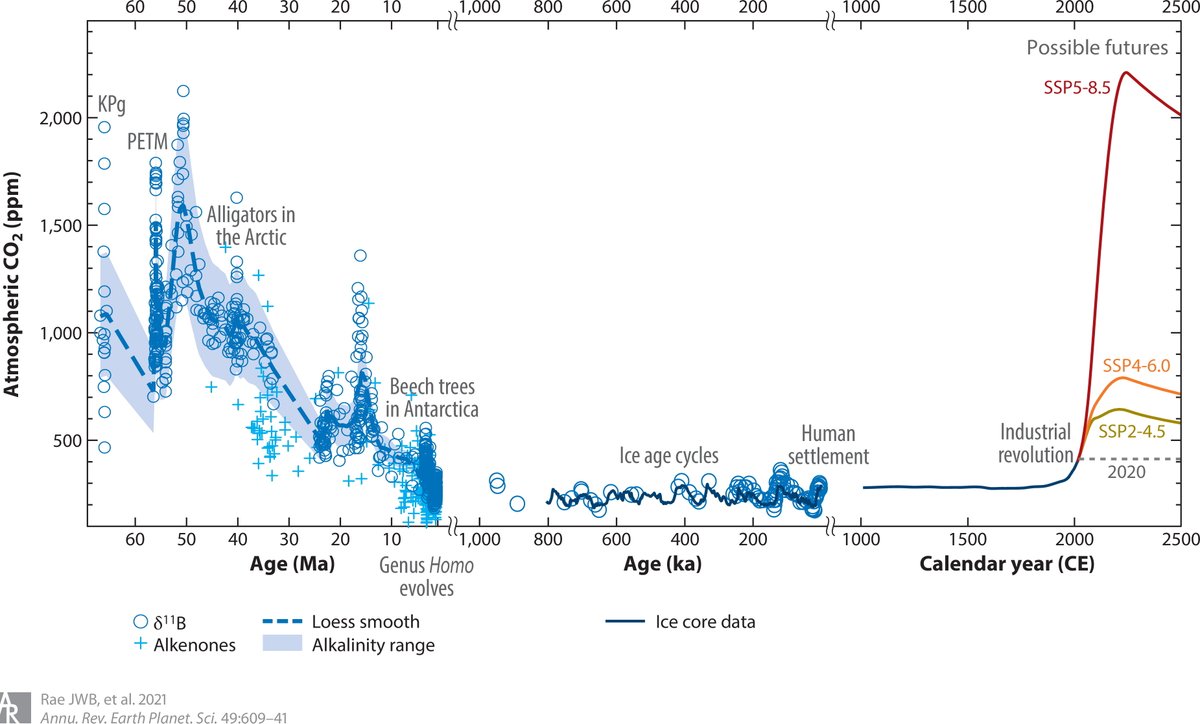 60 50 40 30 20 10 1,000 800 600 400 200 0 1000 1500 2000 2500
Possible futures
SSP5-8.5
KPg
2,000
PETM
Alligators in
the Arctic
1,500
Atmospheric CO2 (ppm)
1,000
SSP4-6.0
Beech trees
in Antarctica
SSP2-4.5
500
Ice age cycles
Human
settlement
Industrial
revolution
2020
60 50 40 30 20 10 1,000 800 600 400 200 0 1000 1500 2000 2500
Age (Ma)
Age (ka)
Calendar year (CE)
Genus Homo
evolves
δ11B
Loess smooth
Ice core data
Alkenones
Alkalinity range
AR
Rae JWB, et al. 2021
Annu. Rev. Earth Planet. Sci. 49:609–41